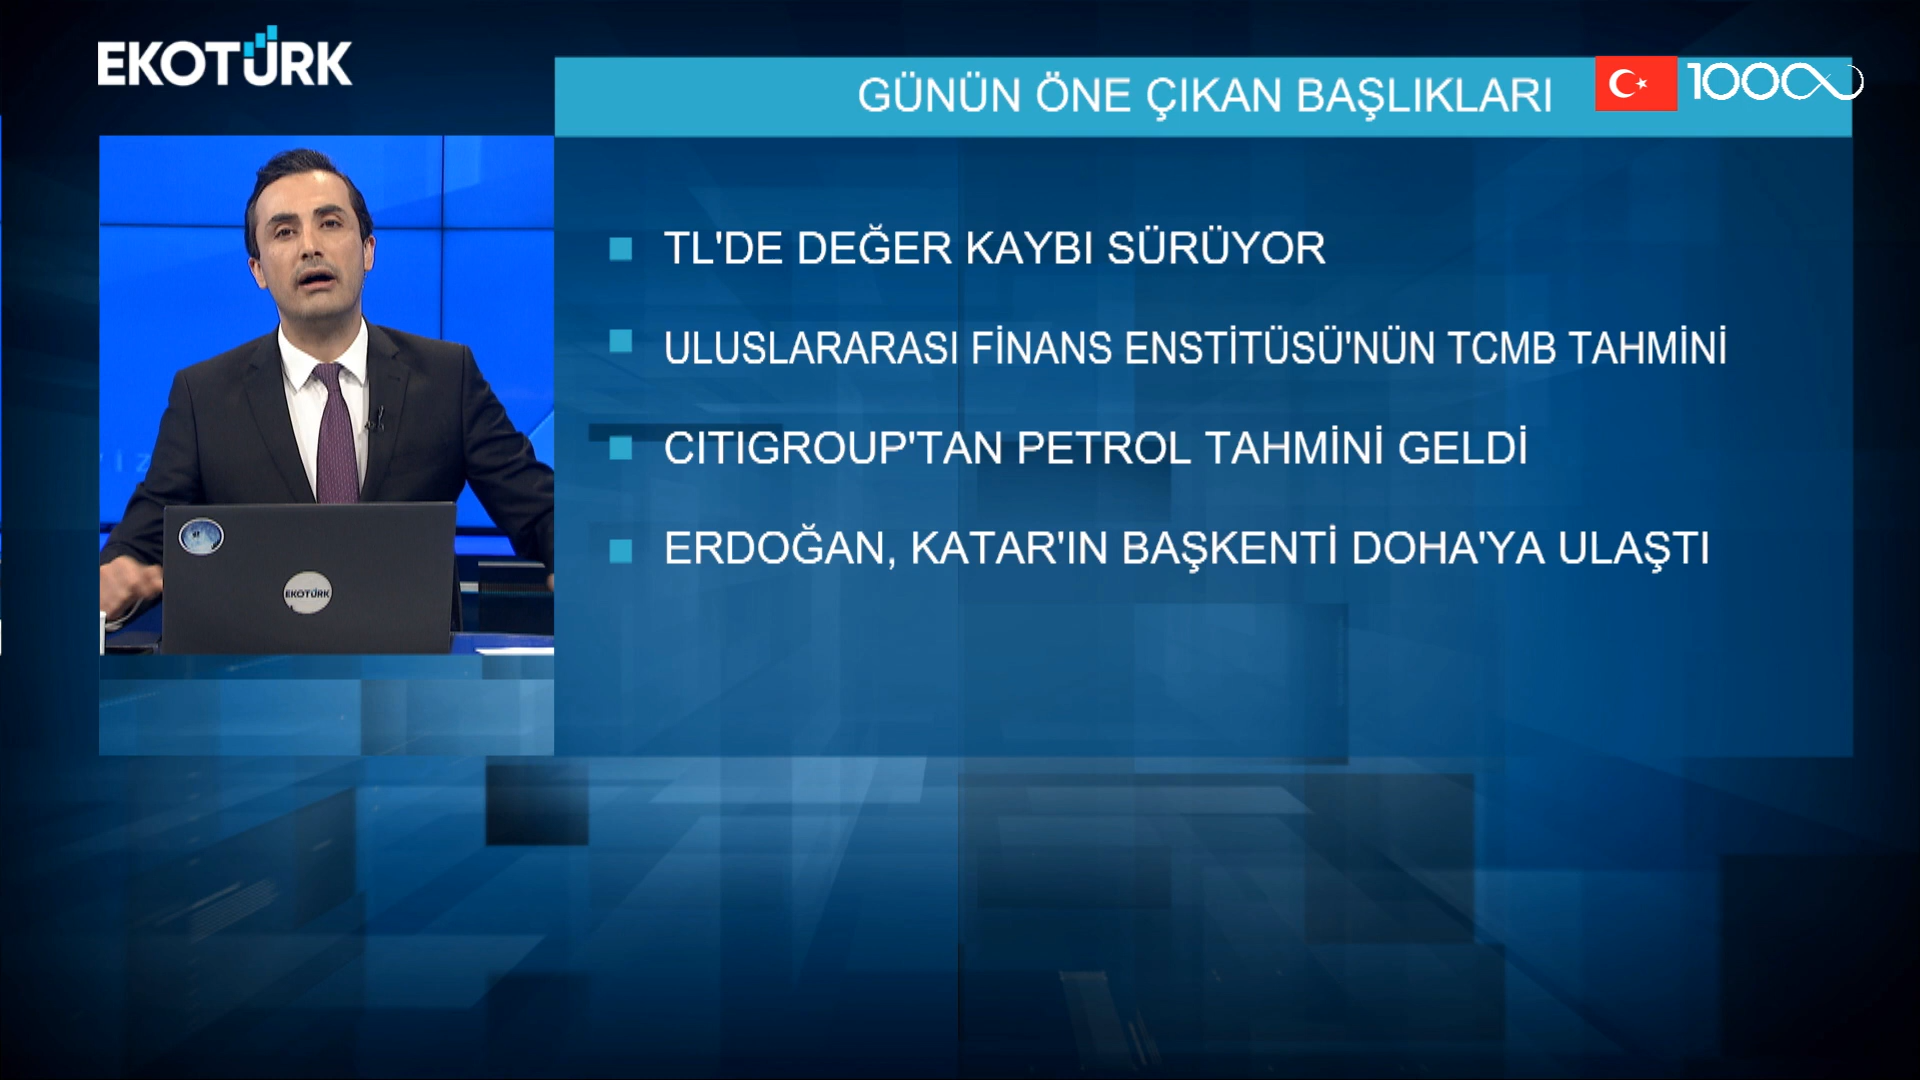 EKOTÜRK
GÜNÜN ÖNE ÇIKAN BAŞLIKLARI
100
TL'DE DEĞER KAYBI SÜRÜYOR
ULUSLARARASI FİNANS ENSTİTÜSÜ'NÜN TCMB TAHMİNİ
CITIGROUP'TAN PETROL TAHMİNİ GELDİ
ERDOĞAN, KATAR'IN BAŞKENTİ DOHA'YA ULAŞTI
EKOTÜRK